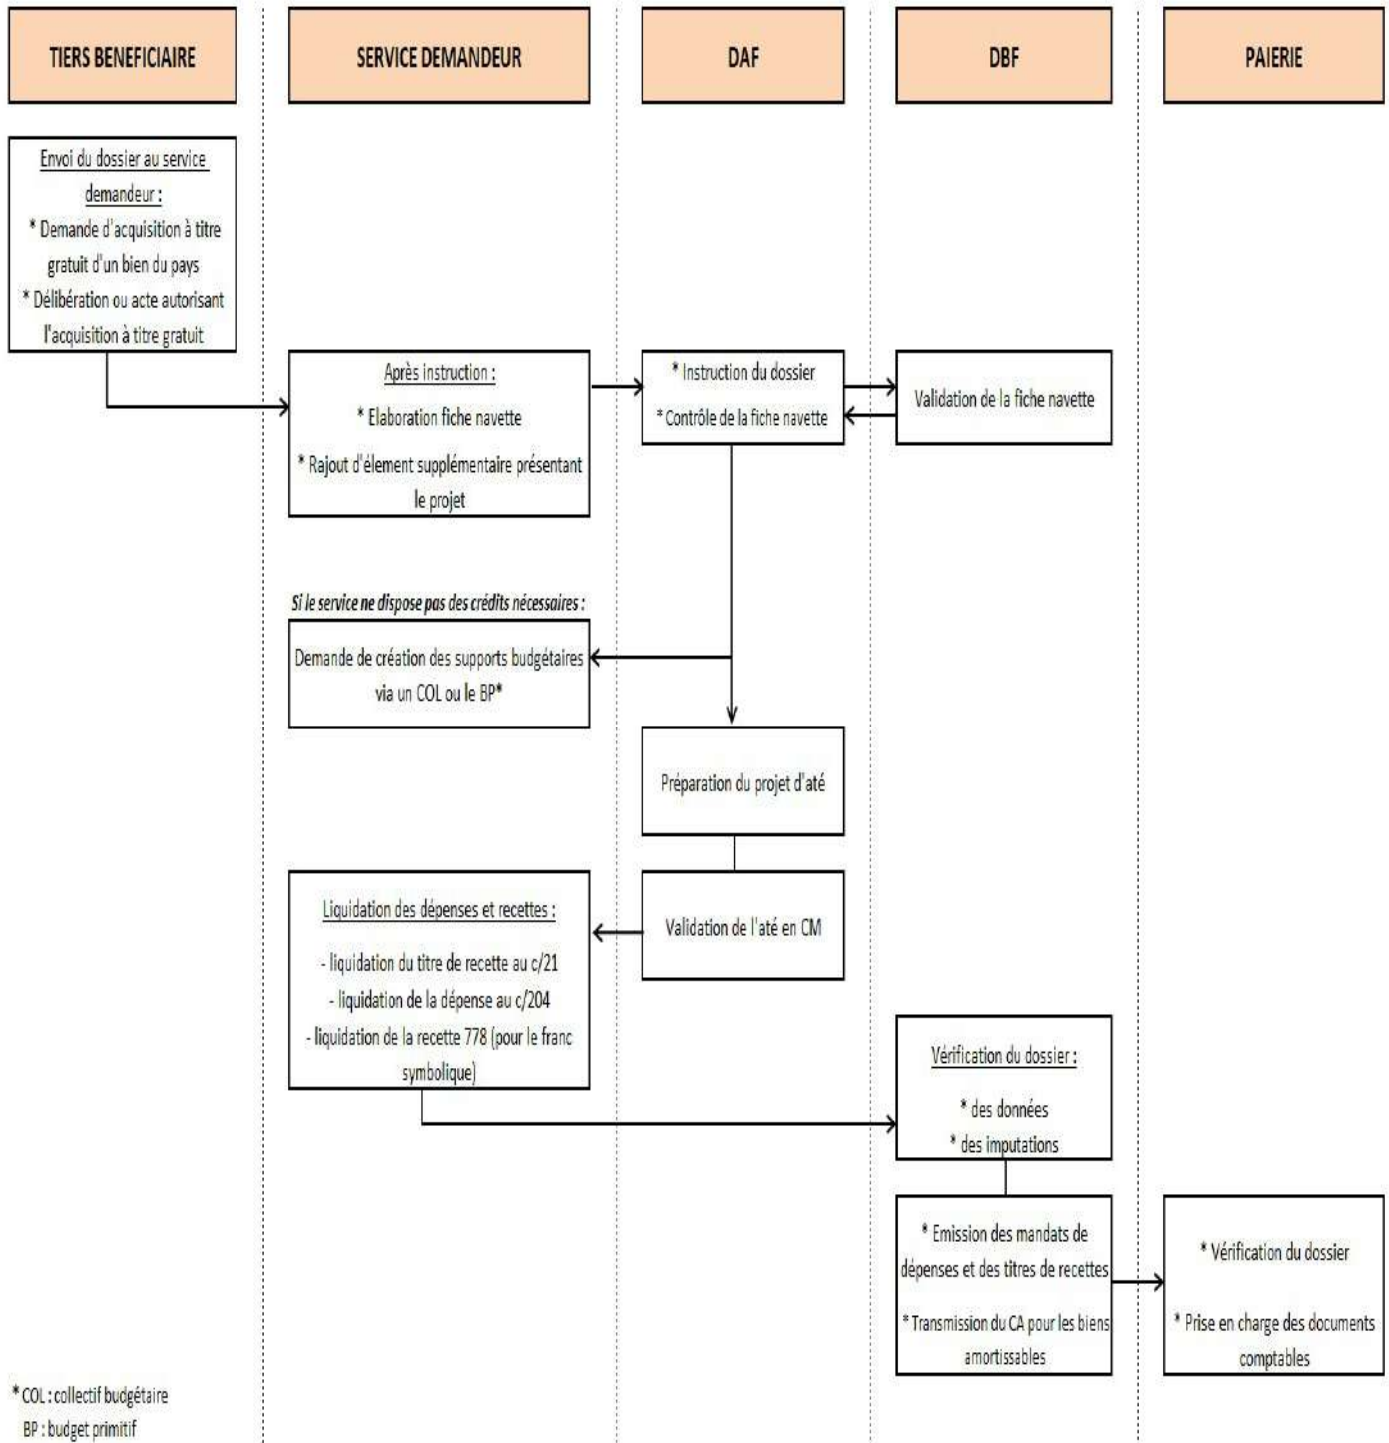 TIERS BENEFICIAIRE
SERVICE DEMANDEUR
DAF
DBF
PAIERIE
Envoi du dossier au service
demandeur :
* Demande d'acquisition à titre
gratuit d'un bien du pays
* Délibération ou acte autorisant
l'acquisition à titre gratuit
Après instruction :
* Elaboration fiche navette
* Rajout d'élement supplémentaire présentant
le projet
* Instruction du dossier
* Contrôle de la fiche navette
Validation de la fiche navette
Si le service ne dispose pas des crédits nécessaires :
Demande de création des supports budgétaires
via un COL ou le BP*
Préparation du projet d'até
Validation de l'até en CM
Liquidation des dépenses et recettes :
- liquidation du titre de recette au c/21
- liquidation de la dépense au c/204
- liquidation de la recette 778 (pour le franc
symbolique)
Vérification du dossier :
* des données
* des imputations
* Emission des mandats de
dépenses et des titres de recettes
* Transmission du CA pour les biens
amortissables
* Vérification du dossier
* Prise en charge des documents
comptables
* COL : collectif budgétaire
BP : budget primitif